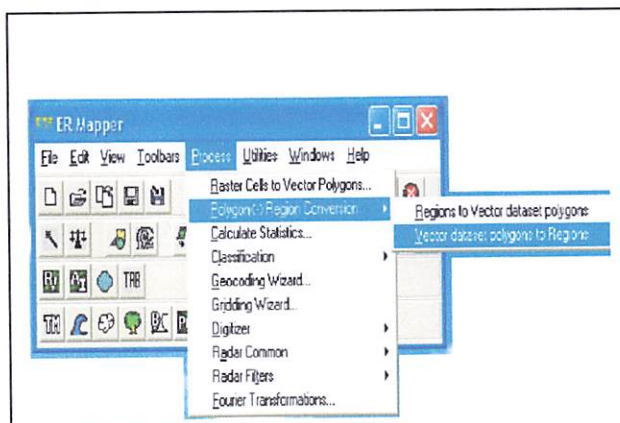 ER Mapper
File Edit View Toolbars Process Utilities Windows Help
Raster Cells to Vector Polygons...
Polygon<->Region Conversion
Regions to Vector dataset polygons
Vector dataset polygons to Regions
Calculate Statistics...
Classification
Geocoding Wizard...
Gridding Wizard...
Digitizer
Radar Common
Radar Filters
Fourier Transformations...
TAB
TM